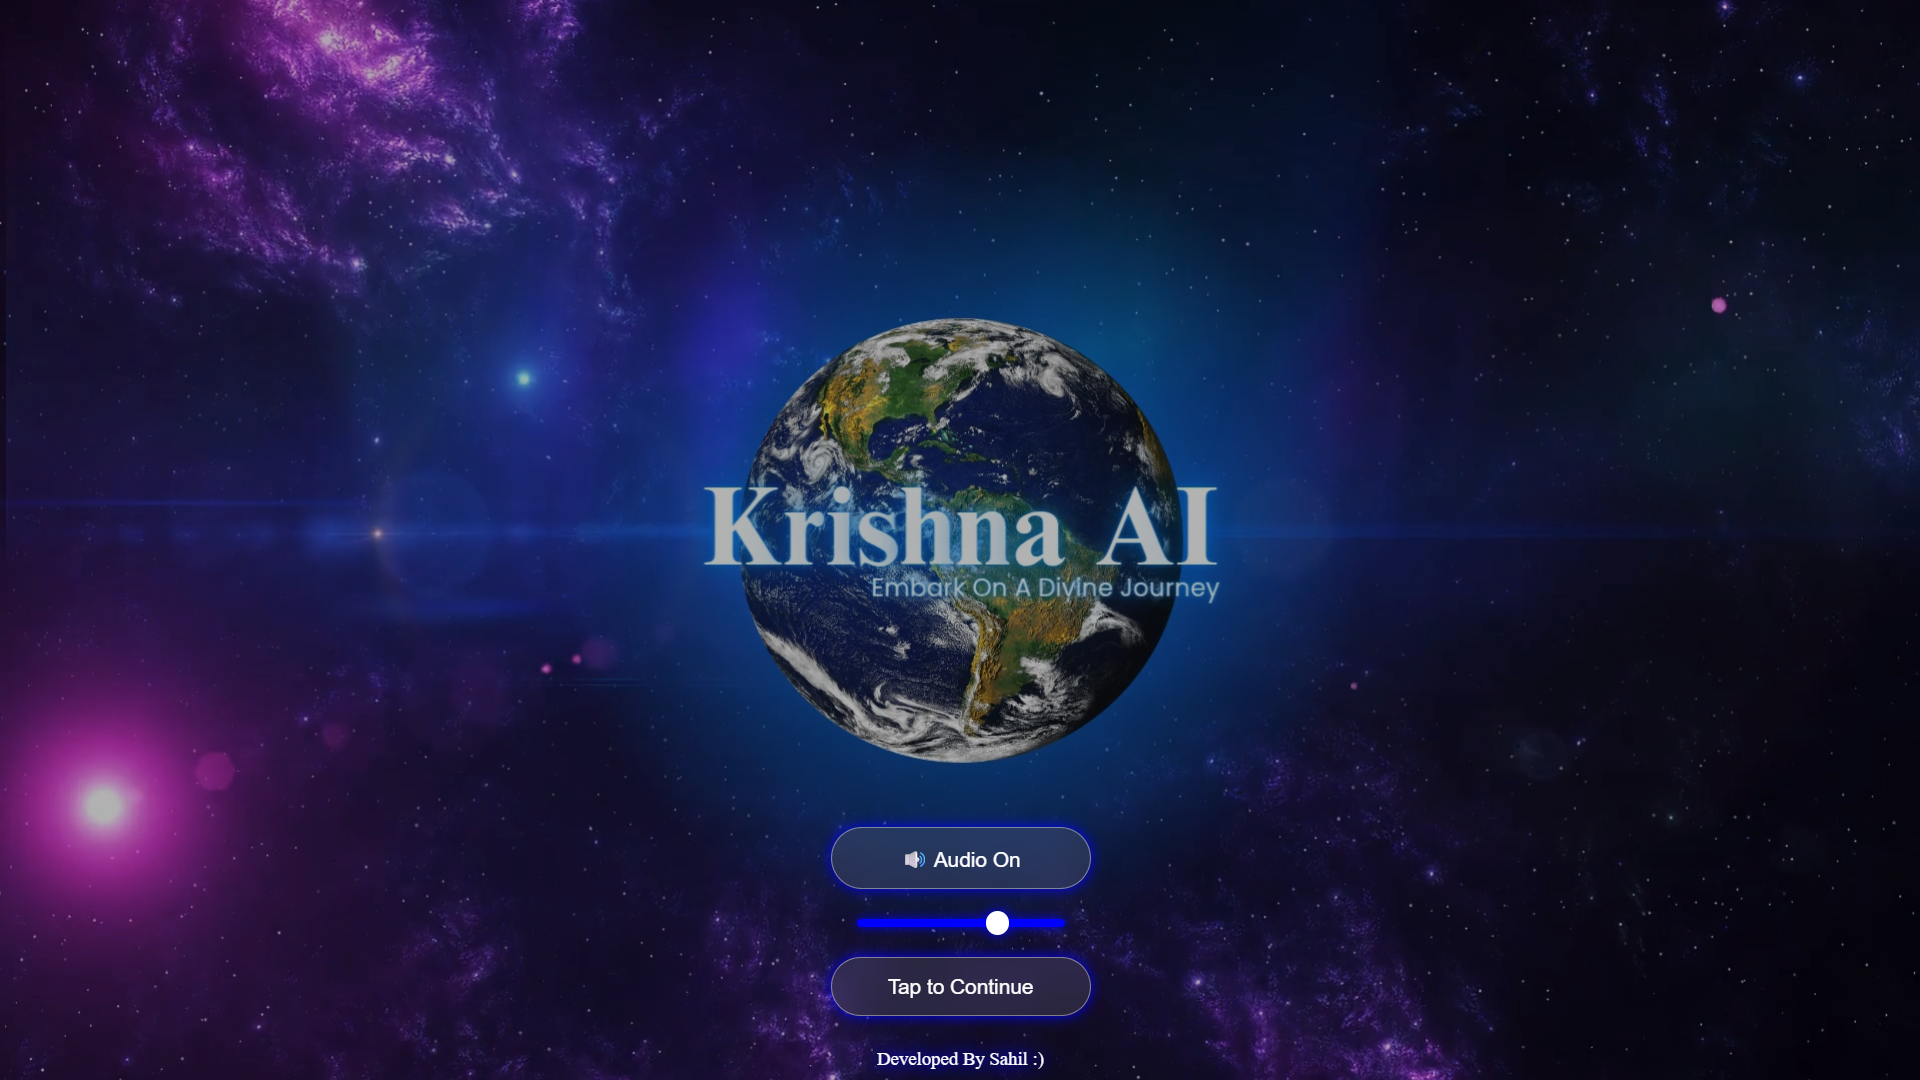 Krishna AI
Embark On A Divine Journey
🔊 Audio On
Tap to Continue
Developed By Sahil :)